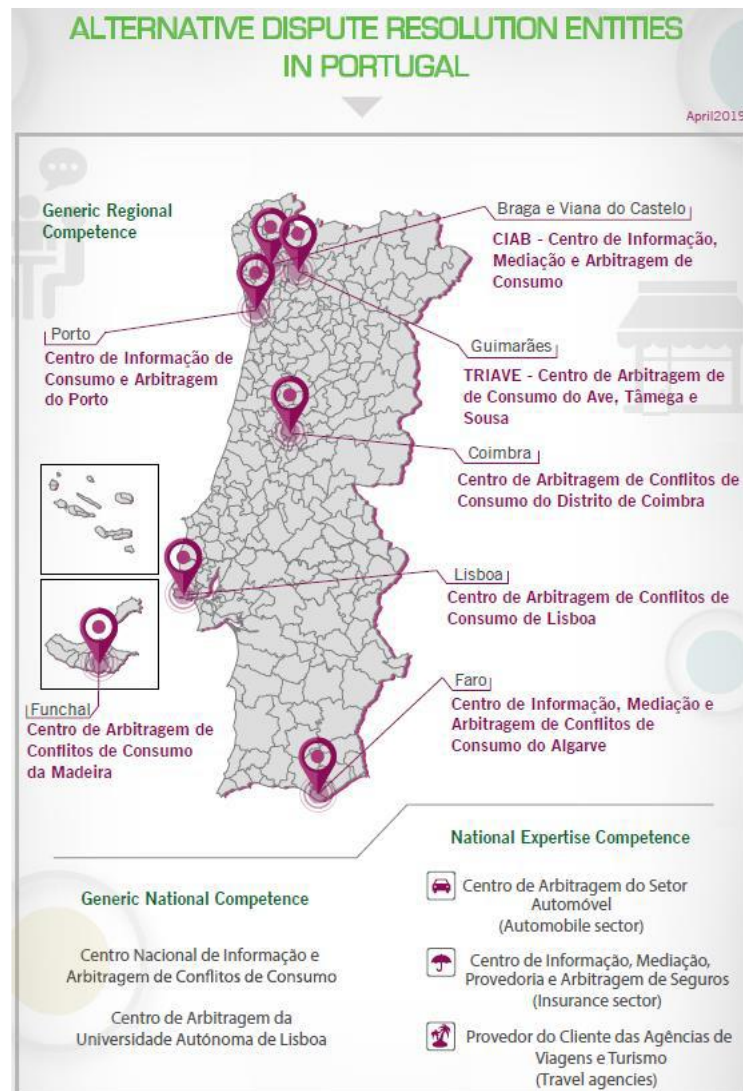 ALTERNATIVE DISPUTE RESOLUTION ENTITIES
IN PORTUGAL
April2019
Generic Regional
Competence
Braga e Viana do Castelo
CIAB - Centro de Informação,
Mediação e Arbitragem de
Consumo
Porto
Centro de Informação de
Consumo e Arbitragem
do Porto
Guimarães
TRIAVE - Centro de Arbitragem de
de Consumo do Ave, Tâmega e
Sousa
Coimbra
Centro de Arbitragem de Conflitos de
Consumo do Distrito de Coimbra
Lisboa
Centro de Arbitragem de Conflitos de
Consumo de Lisboa
Funchal
Centro de Arbitragem de
Conflitos de Consumo
da Madeira
Faro
Centro de Informação, Mediação e
Arbitragem de Conflitos de
Consumo do Algarve
Generic National Competence
Centro Nacional de Informação e
Arbitragem de Conflitos de Consumo
Centro de Arbitragem da
Universidade Autónoma de Lisboa
National Expertise Competence
Centro de Arbitragem do Setor
Automóvel
(Automobile sector)
Centro de Informação, Mediação,
Provedoria e Arbitragem de Seguros
(Insurance sector)
Provedor do Cliente das Agências de
Viagens e Turismo
(Travel agencies)